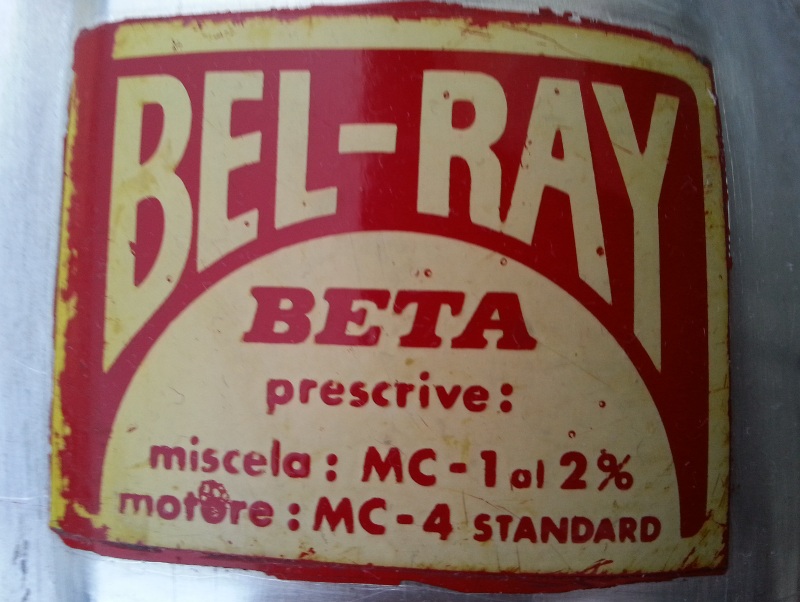 BEL-RAY
BETA
prescrive:
miscela: MC-1 al 2%
motore: MC-4 STANDARD